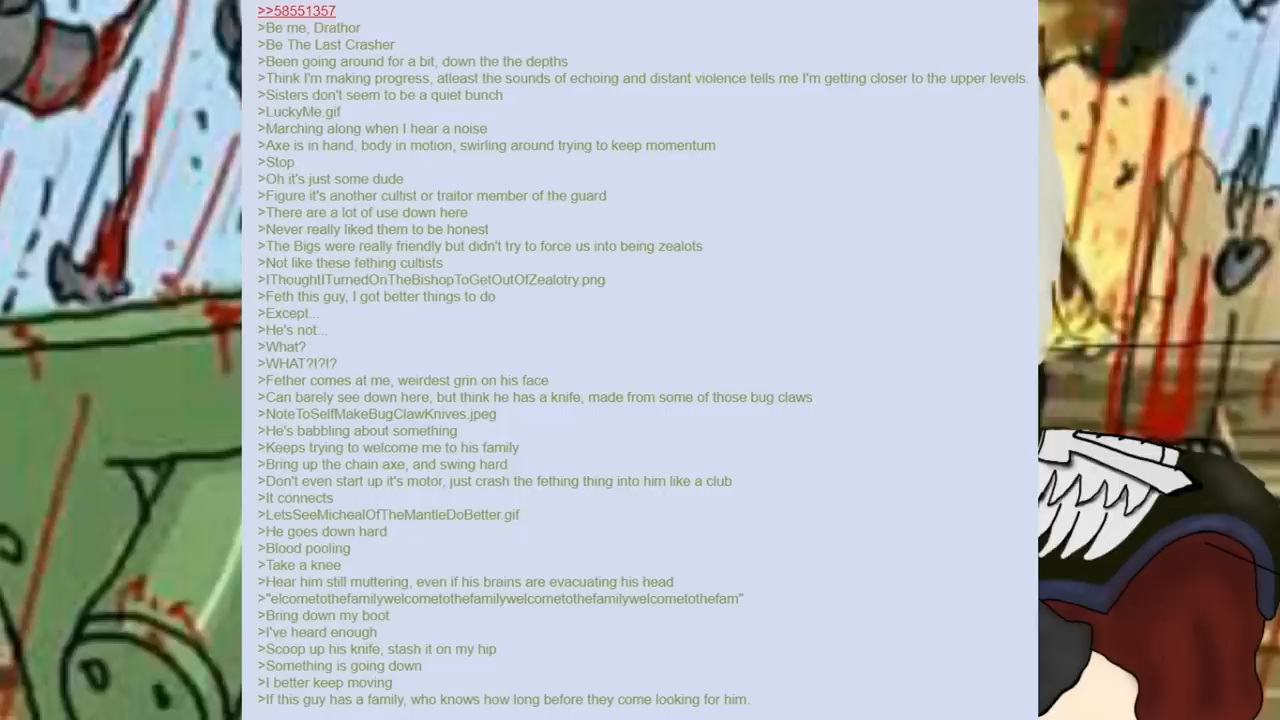 >>58551357
>Be me, Drathor
>Be The Last Crasher
>Been going around for a bit, down the the depths
>Think I'm making progress, atleast the sounds of echoing and distant violence tells me I'm getting closer to the upper levels.
>Sisters don't seem to be a quiet bunch
>LuckyMe.gif
>Marching along when I hear a noise
>Axe is in hand, body in motion, swirling around trying to keep momentum
>Stop
>Oh it's just some dude
>Figure it's another cultist or traitor member of the guard
>There are a lot of use down here
>Never really liked them to be honest
>The Bigs were really friendly but didn't try to force us into being zealots
>Not like these fething cultists
>IThoughtITurnedOnTheBishopToGetOutOfZealotry.png
>Feth this guy, I got better things to do
>Except...
>He's not...
>What?
>WHAT?!?!?
>Fether comes at me, weirdest grin on his face
>Can barely see down here, but think he has a knife, made from some of those bug claws
>NoteToSelfMakeBugClawKnives.jpeg
>He's babbling about something
>Keeps trying to welcome me to his family
>Bring up the chain axe, and swing hard
>Don't even start up it's motor, just crash the fething thing into him like a club
>It connects
>LetsSeeMichealOfTheMantleDoBetter.gif
>He goes down hard
>Blood pooling
>Take a knee
>Hear him still muttering, even if his brains are evacuating his head
>"elcometothefamilywelcometothefamilywelcometothefamilywelcometothefam"
>Bring down my boot
>I've heard enough
>Scoop up his knife, stash it on my hip
>Something is going down
>I better keep moving
>If this guy has a family, who knows how long before they come looking for him.